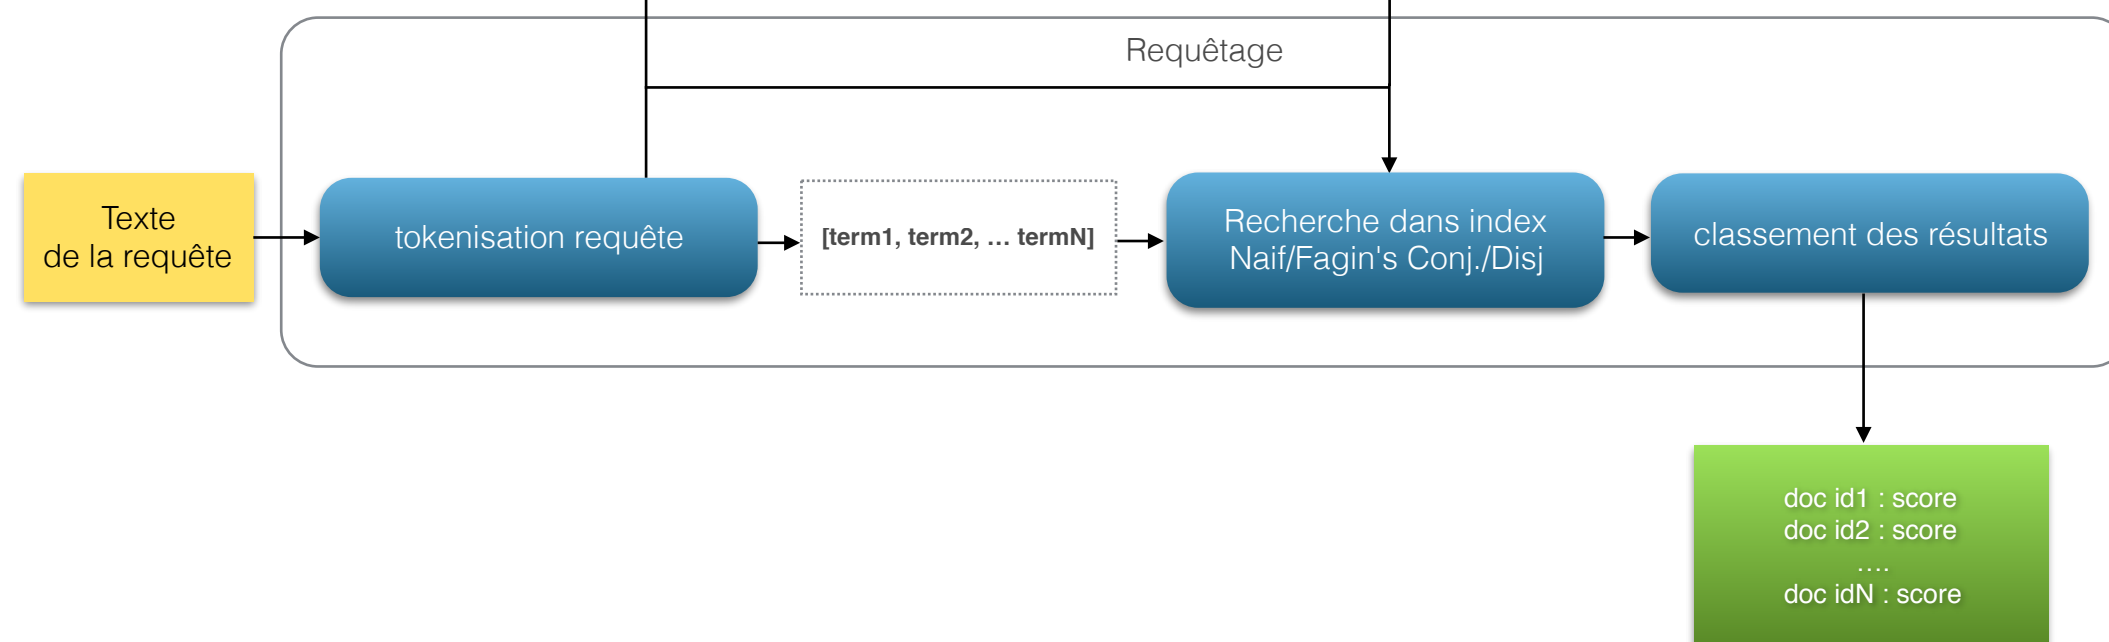 Requêtage
Texte
de la requête
tokenisation requête
[term1, term2, … termN]
Recherche dans index
Naif/Fagin's Conj./Disj
classement des résultats
doc id1 : score
doc id2 : score
….
doc idN : score